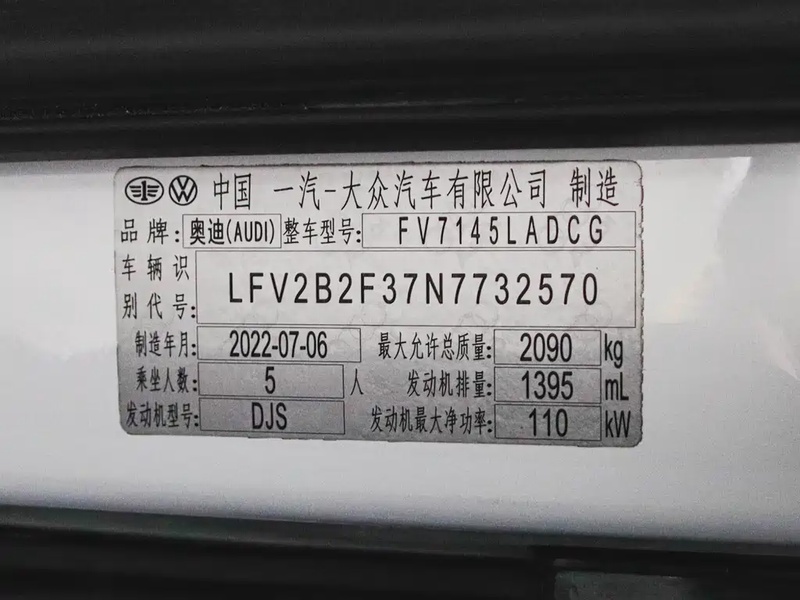 中国 一汽-大众汽车有限公司 制造
品牌: 奥迪(AUDI) 整车型号: FV7145LADCG
车辆识
别代号: LFV2B2F37N7732570
制造年月: 2022-07-06 最大允许总质量: 2090 kg
乘坐人数: 5 人 发动机排量: 1395 mL
发动机型号: DJS 发动机最大净功率: 110 kW